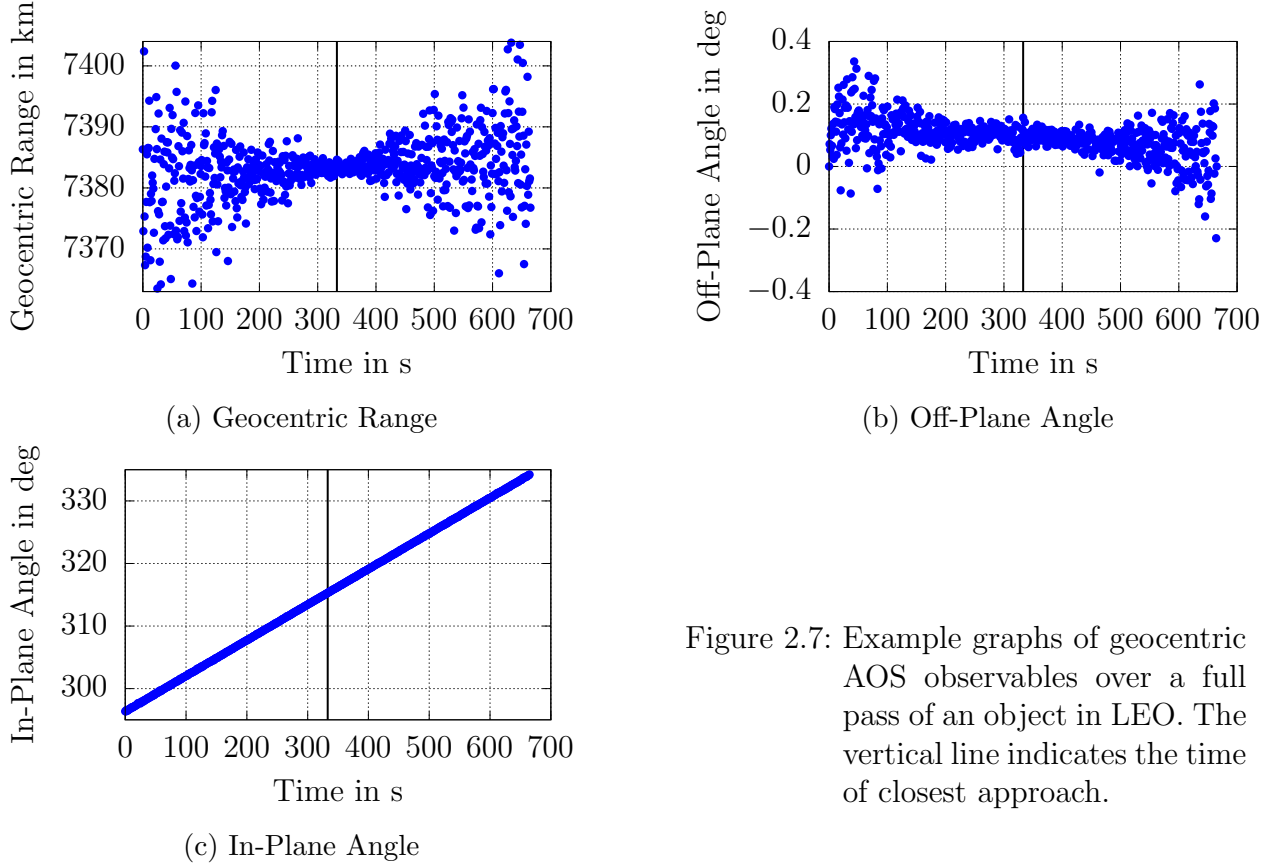 Geocentric Range in km
7400
7390
7380
7370
0 100 200 300 400 500 600 700
Time in s
(a) Geocentric Range
Off-Plane Angle in deg
0.4
0.2
0
−0.2
−0.4
0 100 200 300 400 500 600 700
Time in s
(b) Off-Plane Angle
In-Plane Angle in deg
330
320
310
300
0 100 200 300 400 500 600 700
Time in s
(c) In-Plane Angle
Figure 2.7: Example graphs of geocentric
AOS observables over a full
pass of an object in LEO. The
vertical line indicates the time
of closest approach.